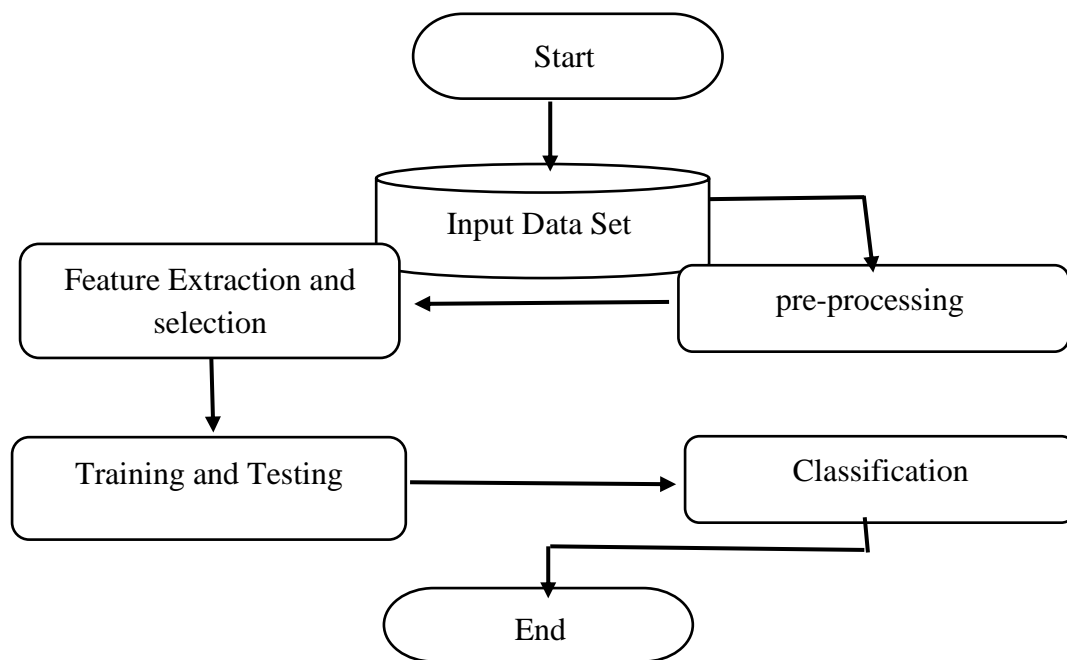 Start
Input Data Set
pre-processing
Feature Extraction and
selection
Training and Testing
Classification
End